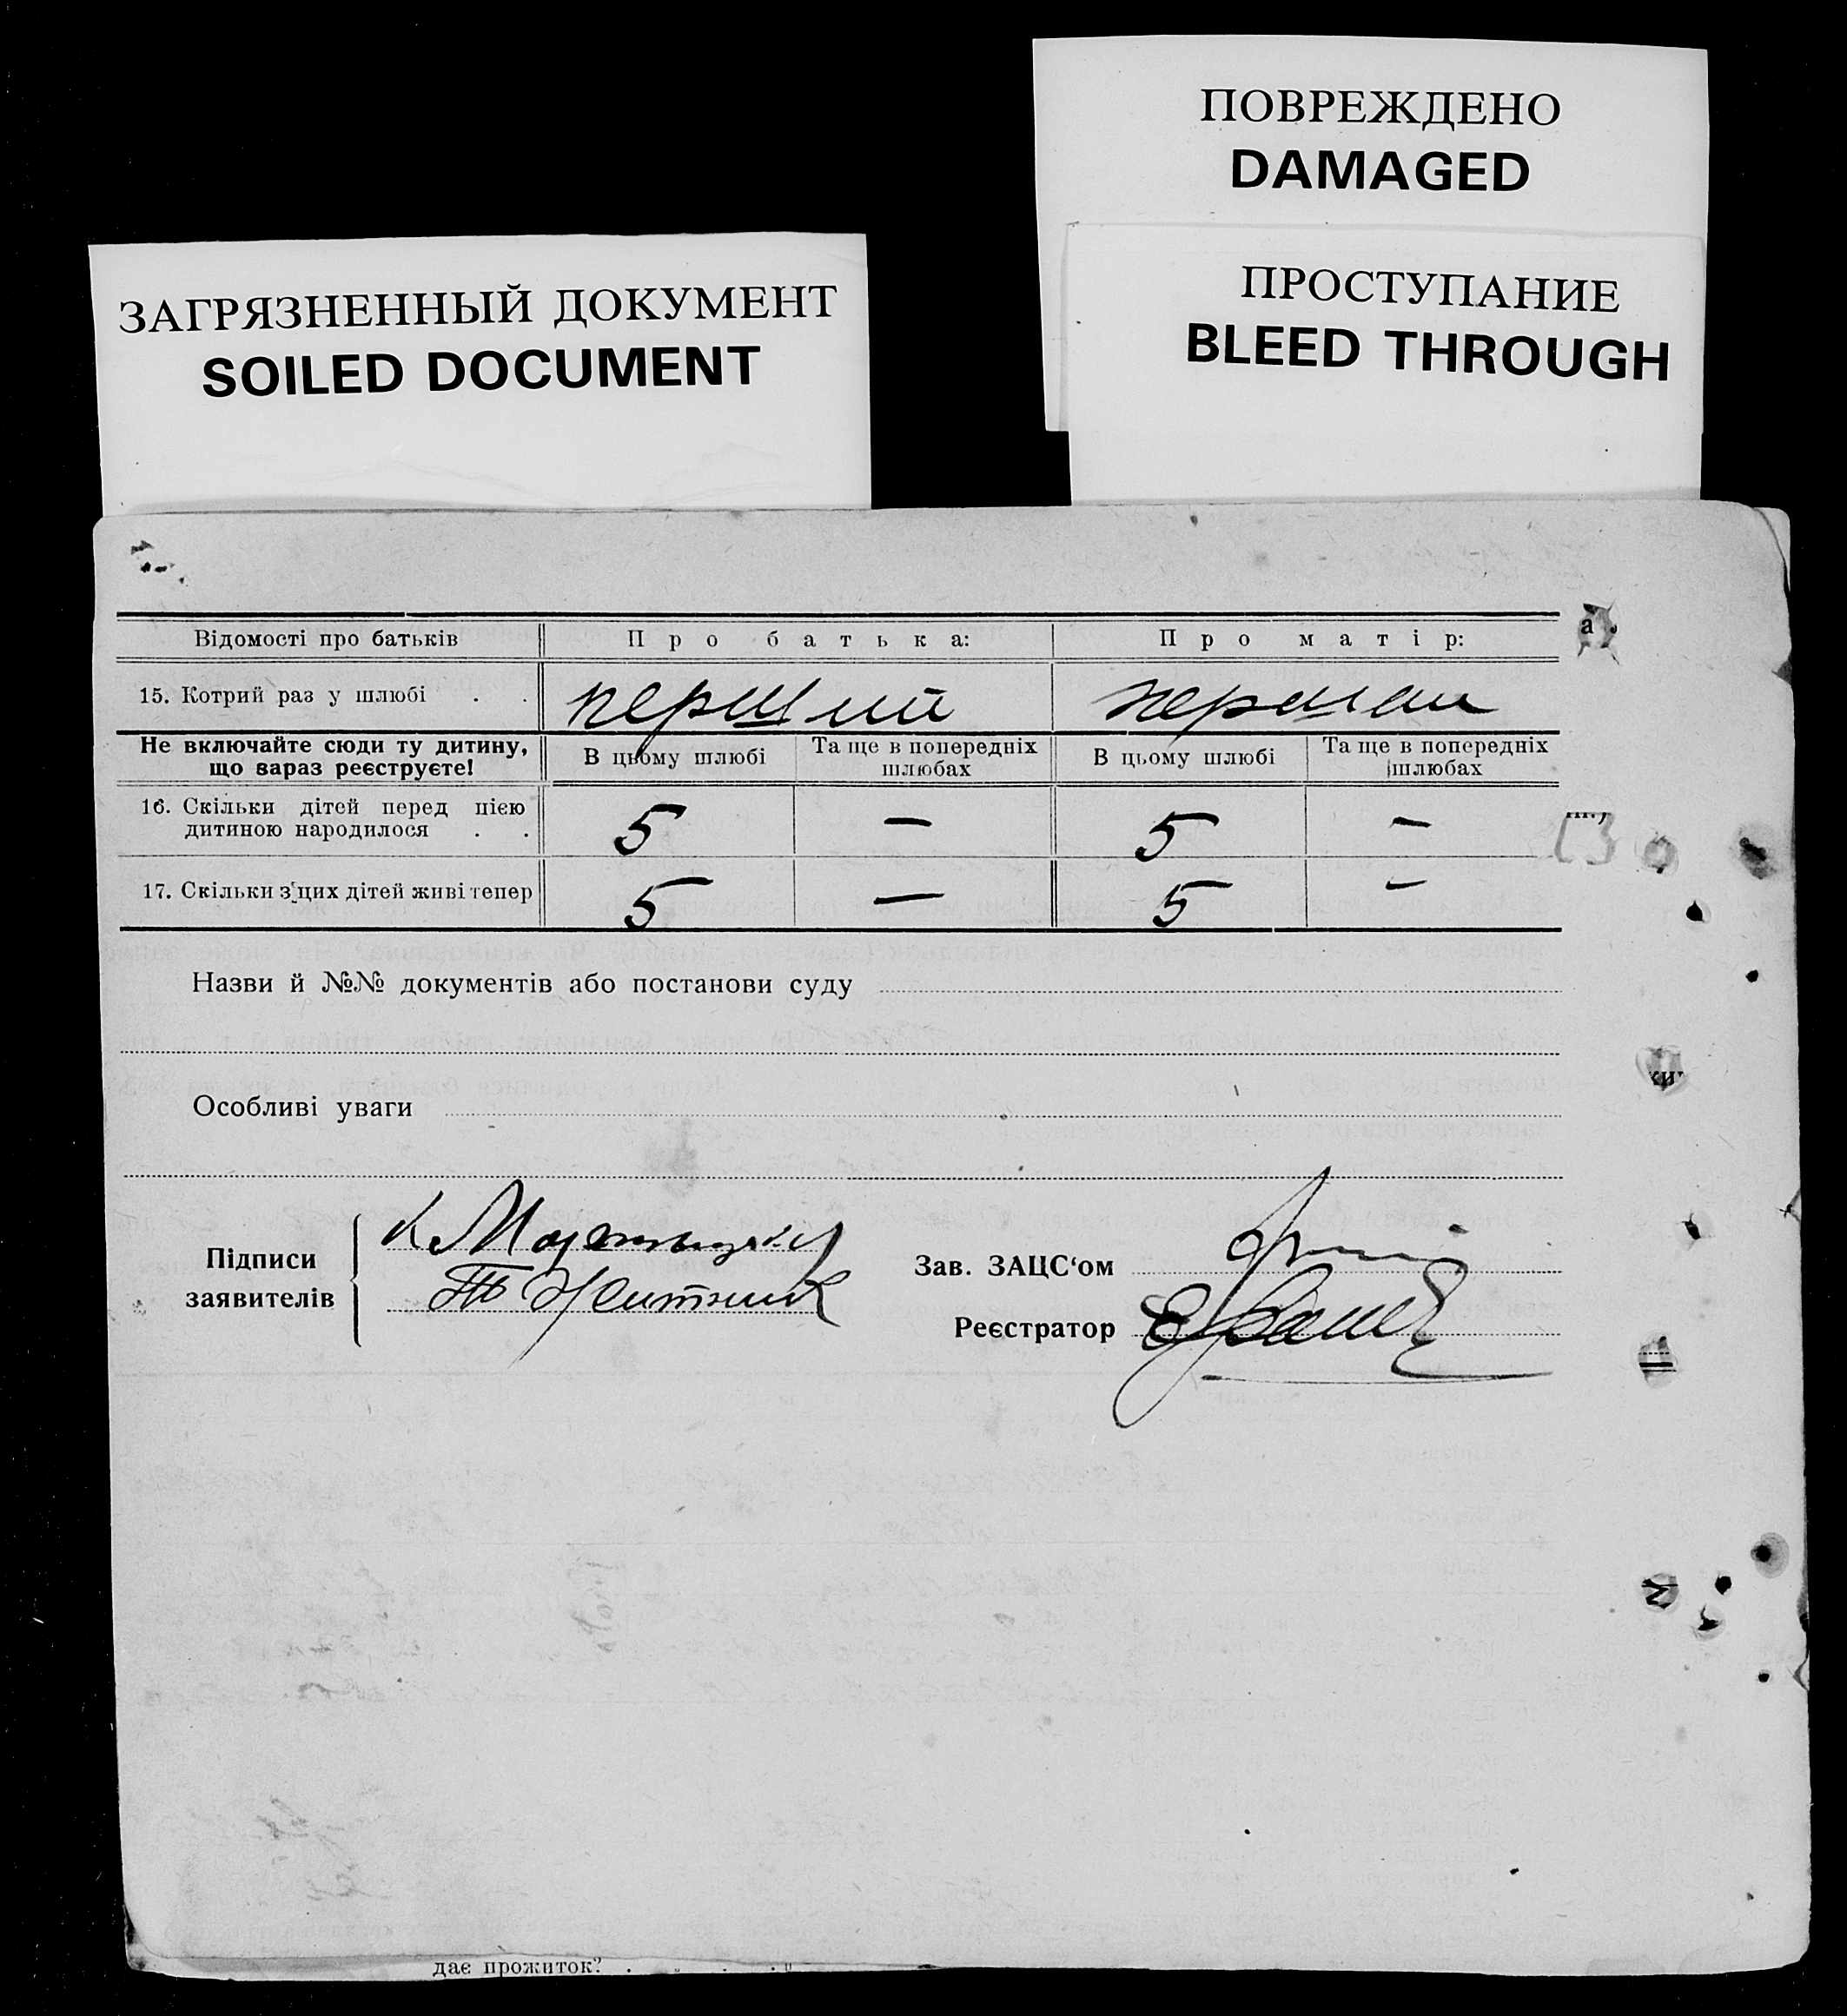 ПОВРЕЖДЕНО
DAMAGED
ПРОСТУПАНИЕ
BLEED THROUGH
ЗАГРЯЗНЕННЫЙ ДОКУМЕНТ
SOILED DOCUMENT
Відомості про батьків Про батька: Про матір:
15. Котрий раз у шлюбі . . перший
Не включайте сюди ту дитину, що зараз реєструєте! В цьому шлюбі Та ще в попередніх шлюбах В цьому шлюбі Та ще в попередніх шлюбах
16. Скільки дітей перед цією
дитиною народилося . . 5 — 5 —
17. Скільки з цих дітей живі тепер 5 — 5 —
Назви й №№ документів або постанови суду
Особливі уваги
Підписи
заявителів
Зав. ЗАЦС‘ом
Реєстратор
дає прожиток? .